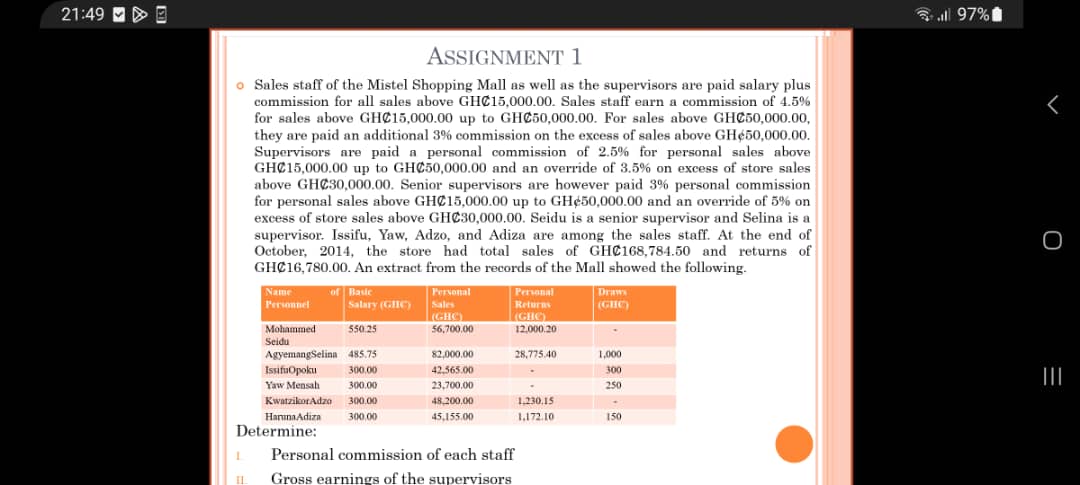 21:49 97%
ASSIGNMENT 1
Sales staff of the Mistel Shopping Mall as well as the supervisors are paid salary plus
commission for all sales above GH₵15,000.00. Sales staff earn a commission of 4.5%
for sales above GH₵15,000.00 up to GH₵50,000.00. For sales above GH₵50,000,00,
they are paid an additional 3% commission on the excess of sales above GH¢50,000.00.
Supervisors are paid a personal commission of 2.5% for personal sales above
GH₵15,000.00 up to GH₵50,000.00 and an override of 3.5% on excess of store sales
above GH₵30,000.00. Senior supervisors are however paid 3% personal commission
for personal sales above GH₵15,000.00 up to GH¢50,000.00 and an override of 5% on
excess of store sales above GH₵30,000.00. Seidu is a senior supervisor and Selina is a
supervisor. Issifu, Yaw, Adzo, and Adiza are among the sales staff. At the end of
October, 2014, the store had total sales of GH₵168,784.50 and returns of
GH₵16,780.00. An extract from the records of the Mall showed the following.
Name of Basic Personal Personal Draws
Personnel Salary (GHC) Sales Returns (GHC)
(GHC) (GHC)
Mohammed 550.25 56,700.00 12,000.20 -
Seidu
AgyemangSelina 485.75 82,000.00 28,775.40 1,000
IssifuOpoku 300.00 42,565.00 - 300
Yaw Mensah 300.00 23,700.00 - 250
KwatzikorAdzo 300.00 48,200.00 1,230.15 -
HarunaAdiza 300.00 45,155.00 1,172.10 150
Determine:
I. Personal commission of each staff
II. Gross earnings of the supervisors